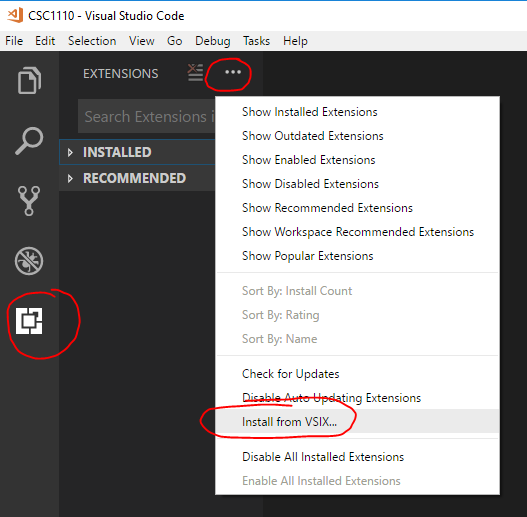 CSC1110 - Visual Studio Code
File Edit Selection View Go Debug Tasks Help
EXTENSIONS
Search Extensions i
INSTALLED
RECOMMENDED
Show Installed Extensions
Show Outdated Extensions
Show Enabled Extensions
Show Disabled Extensions
Show Recommended Extensions
Show Workspace Recommended Extensions
Show Popular Extensions
Sort By: Install Count
Sort By: Rating
Sort By: Name
Check for Updates
Disable Auto Updating Extensions
Install from VSIX...
Disable All Installed Extensions
Enable All Installed Extensions